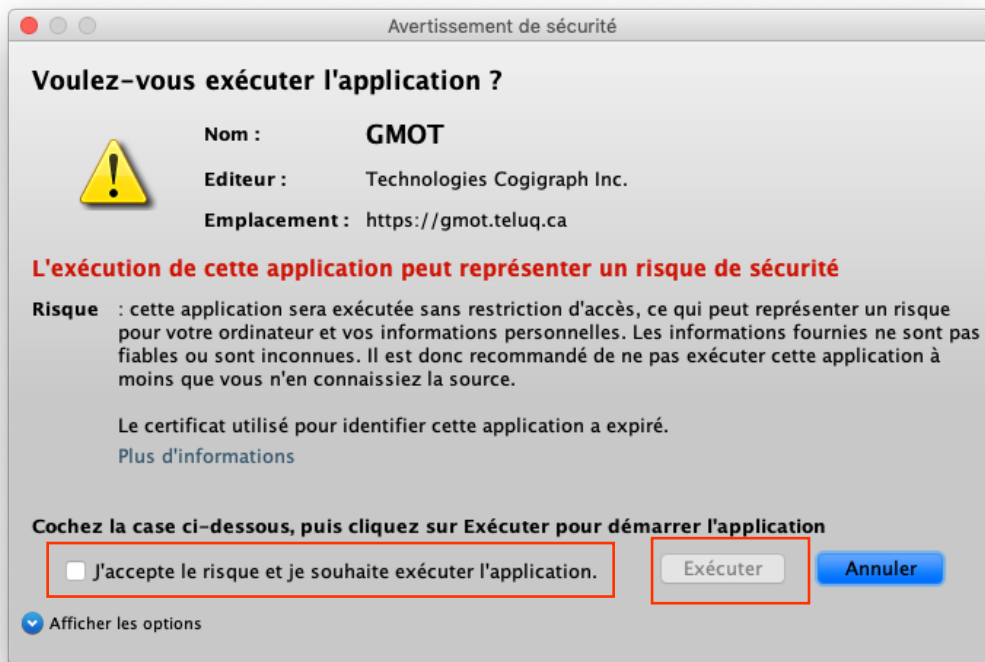 Avertissement de sécurité
Voulez-vous exécuter l'application ?
Nom : GMOT
Editeur : Technologies Cogigraph Inc.
Emplacement : https://gmot.teluq.ca
L'exécution de cette application peut représenter un risque de sécurité
Risque : cette application sera exécutée sans restriction d'accès, ce qui peut représenter un risque
pour votre ordinateur et vos informations personnelles. Les informations fournies ne sont pas
fiables ou sont inconnues. Il est donc recommandé de ne pas exécuter cette application à
moins que vous n'en connaissiez la source.
Le certificat utilisé pour identifier cette application a expiré.
Plus d'informations
Cochez la case ci-dessous, puis cliquez sur Exécuter pour démarrer l'application
J'accepte le risque et je souhaite exécuter l'application. Exécuter Annuler
Afficher les options